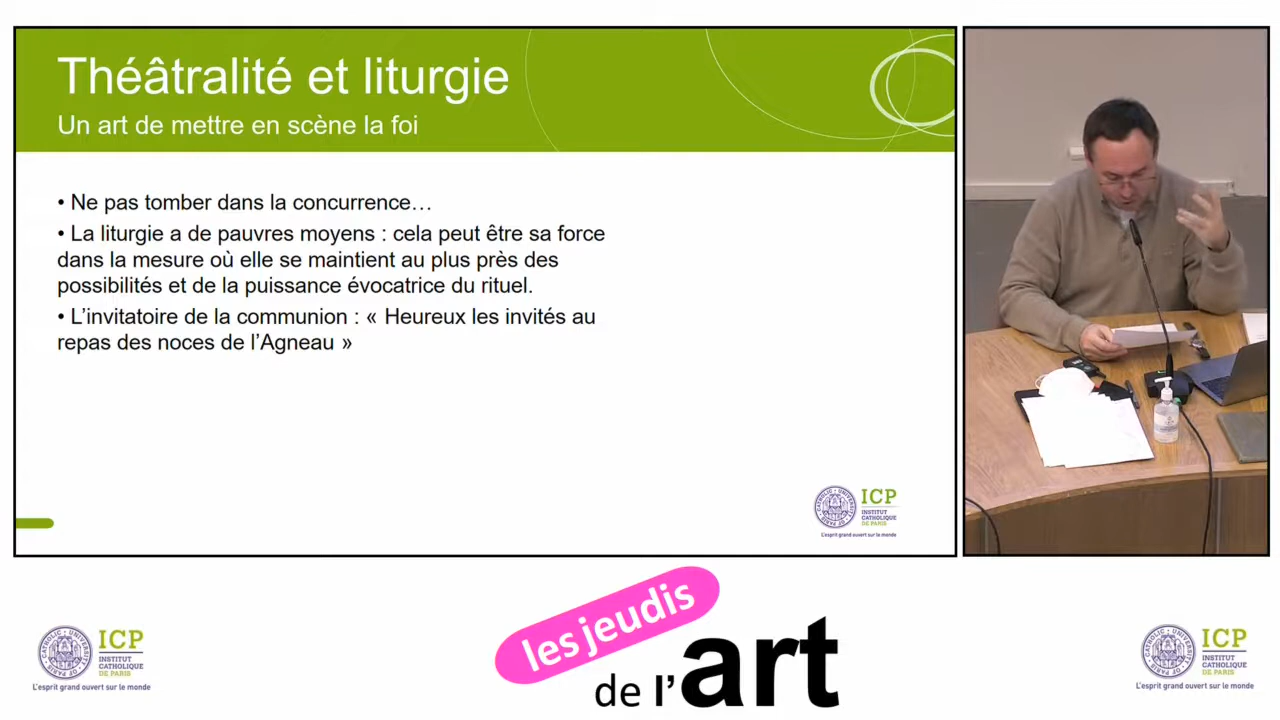 Théâtralité et liturgie
Un art de mettre en scène la foi
• Ne pas tomber dans la concurrence…
• La liturgie a de pauvres moyens : cela peut être sa force
dans la mesure où elle se maintient au plus près des
possibilités et de la puissance évocatrice du rituel.
• L’invitatoire de la communion : « Heureux les invités au
repas des noces de l’Agneau »
ICP
INSTITUT
CATHOLIQUE
DE PARIS
L'esprit grand ouvert sur le monde
les jeudis
de l’art
ICP
INSTITUT
CATHOLIQUE
DE PARIS
L'esprit grand ouvert sur le monde
ICP
INSTITUT
CATHOLIQUE
DE PARIS
L'esprit grand ouvert sur le monde